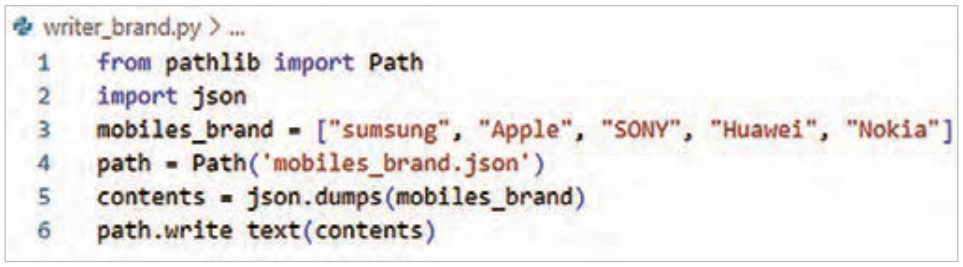 writer_brand.py > ...
1 from pathlib import Path
2 import json
3 mobiles_brand = ["sumsung", "Apple", "SONY", "Huawei", "Nokia"]
4 path = Path('mobiles_brand.json')
5 contents = json.dumps(mobiles_brand)
6 path.write text(contents)